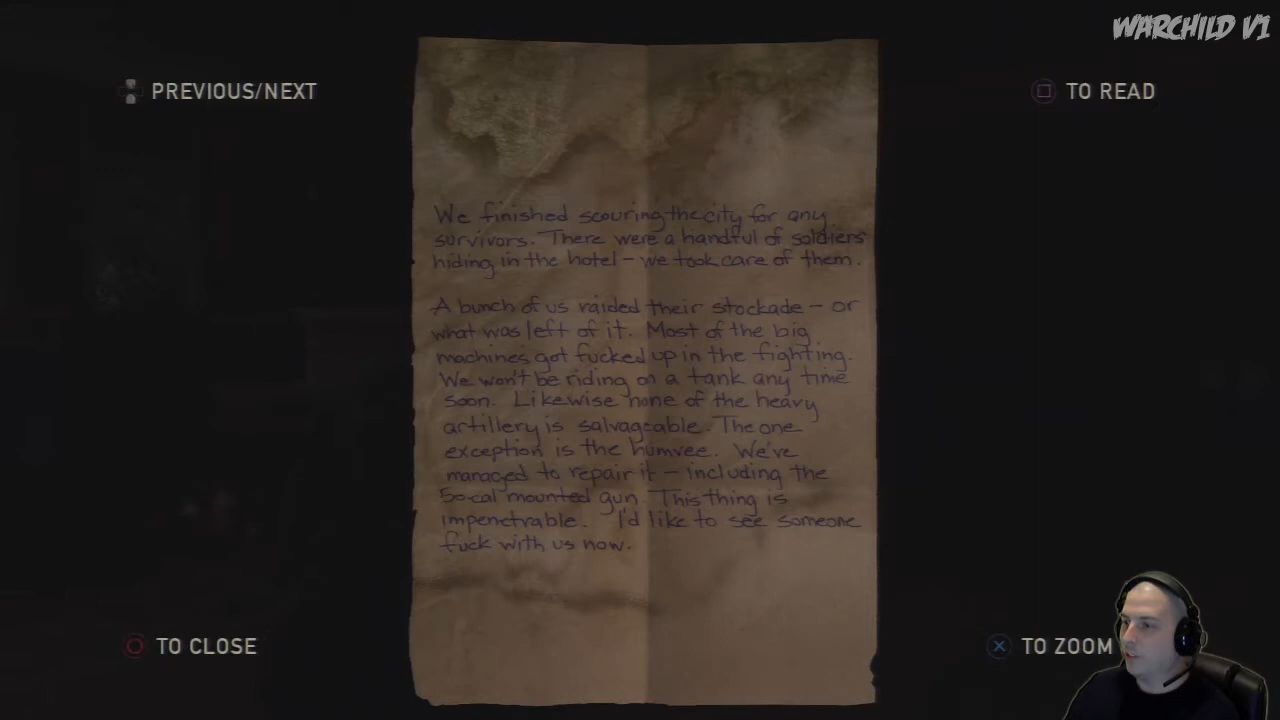 WARCHILD V1
PREVIOUS/NEXT
TO READ
We finished scouring the city for any
survivors. There were a handful of soldiers
hiding in the hotel – we took care of them.
A bunch of us raided their stockade – or
what was left of it. Most of the big
machines got fucked up in the fighting.
We won't be riding on a tank any time
soon. Likewise none of the heavy
artillery is salvageable. The one
exception is the humvee. We've
managed to repair it – including the
50-cal mounted gun. This thing is
impenetrable. I'd like to see someone
fuck with us now.
TO CLOSE
TO ZOOM